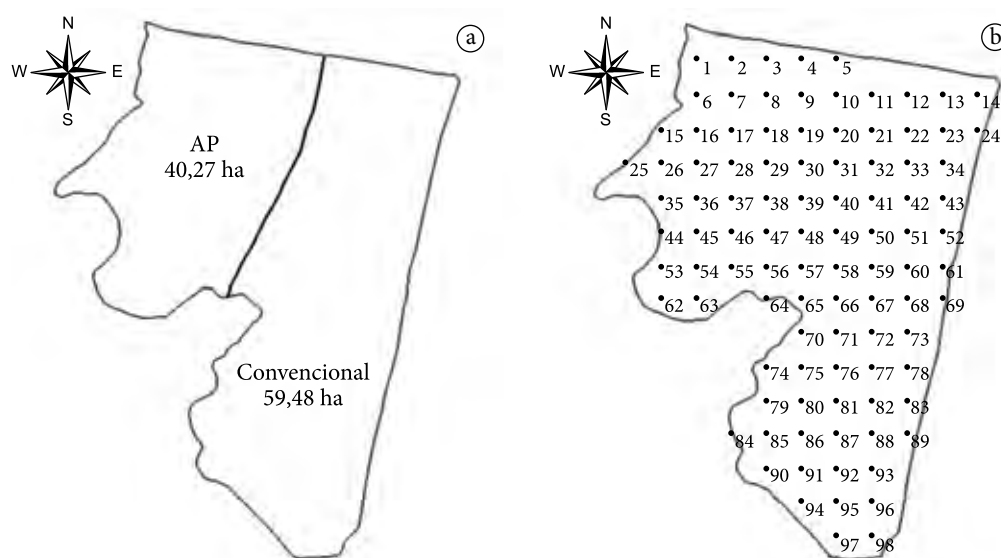 N
W E
S
AP
40,27 ha
Convencional
59,48 ha
a
N
W E
S
b
1 2 3 4 5
6 7 8 9 10 11 12 13 14
15 16 17 18 19 20 21 22 23 24
25 26 27 28 29 30 31 32 33 34
35 36 37 38 39 40 41 42 43
44 45 46 47 48 49 50 51 52
53 54 55 56 57 58 59 60 61
62 63 64 65 66 67 68 69
70 71 72 73
74 75 76 77 78
79 80 81 82 83
84 85 86 87 88 89
90 91 92 93
94 95 96
97 98